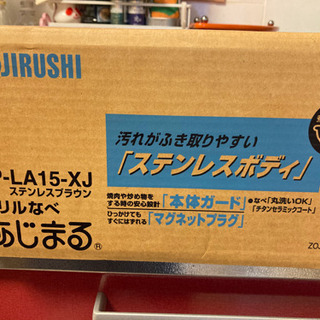 JIRUSHI
P-LA15-XJ
ステンレスブラウン
リルなべ
あじまる®
汚れがふき取りやすい
「ステンレスボディ」
焼肉や炒め物を
する時の安心設計
「本体ガード」
ひっかけても
すぐにはずれる
「マグネットプラグ」
●なべ「丸洗いOK」
「チタンセラミックコート」
ZO